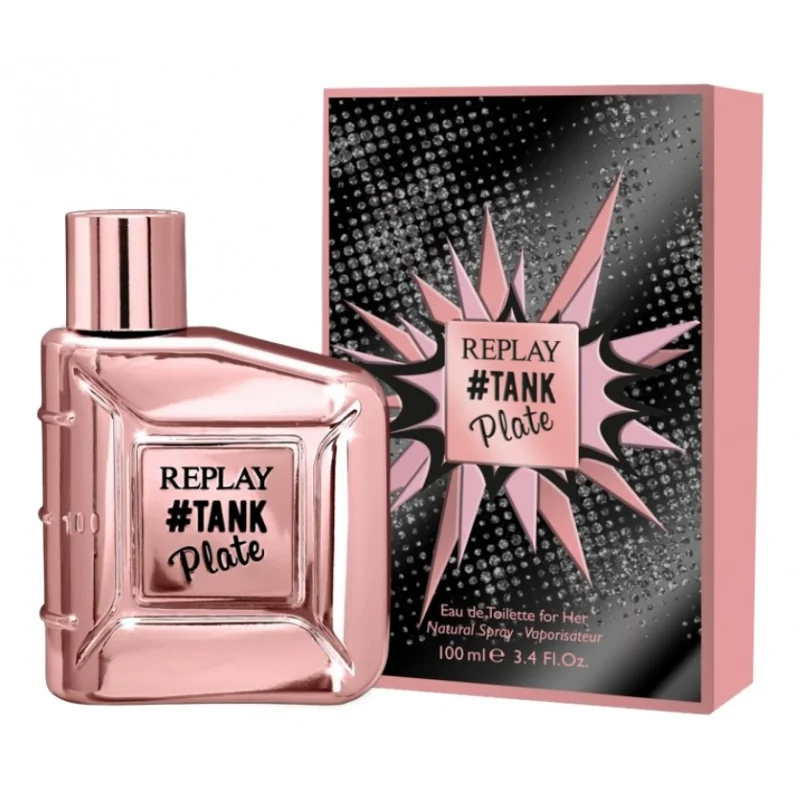 REPLAY
#TANK
Plate
100
REPLAY
#TANK
Plate
Eau de Toilette for Her
Natural Spray - Vaporisateur
100 ml ℮ 3.4 Fl.Oz.